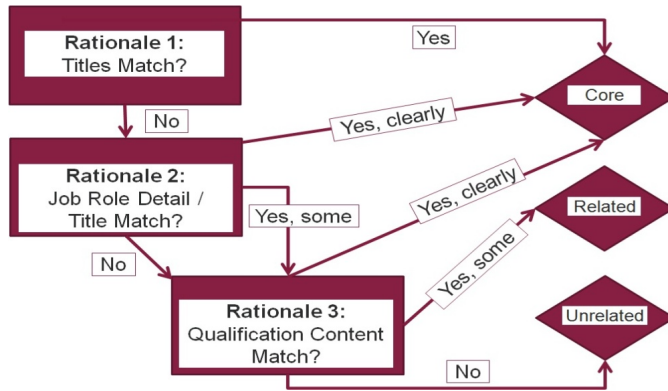 Rationale 1:
Titles Match?
Yes
Core
No
Yes, clearly
Rationale 2:
Job Role Detail /
Title Match?
Yes, some
Yes, clearly
Related
No
Yes, some
Rationale 3:
Qualification Content
Match?
Unrelated
No